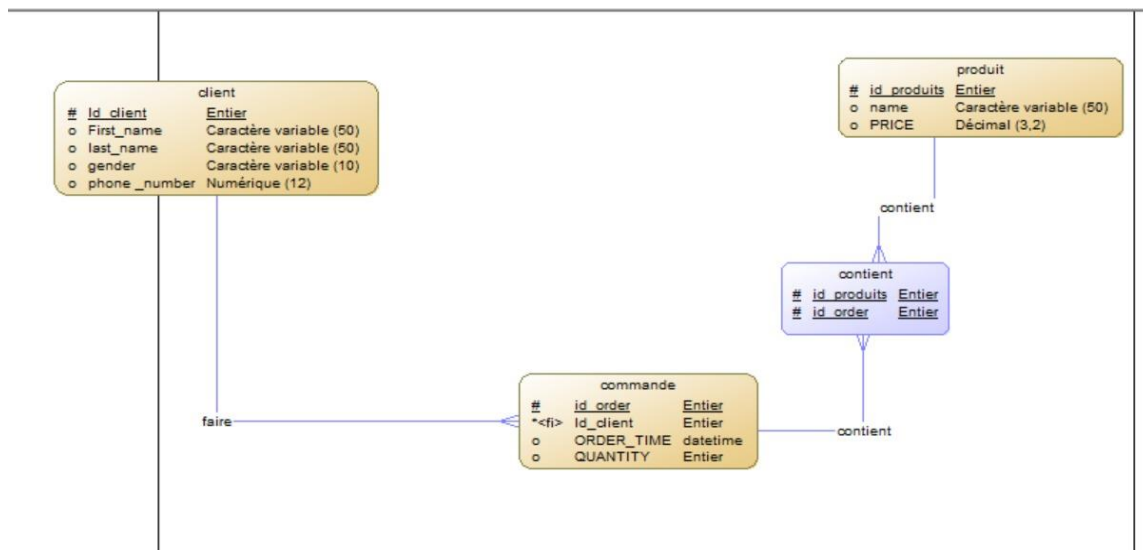 client
# Id_client Entier
o First_name Caractère variable (50)
o last_name Caractère variable (50)
o gender Caractère variable (10)
o phone _number Numérique (12)
produit
# id_produits Entier
o name Caractère variable (50)
o PRICE Décimal (3,2)
contient
contient
# id_produits Entier
# id_order Entier
contient
commande
# id_order Entier
*<fi> Id_client Entier
o ORDER_TIME datetime
o QUANTITY Entier
faire